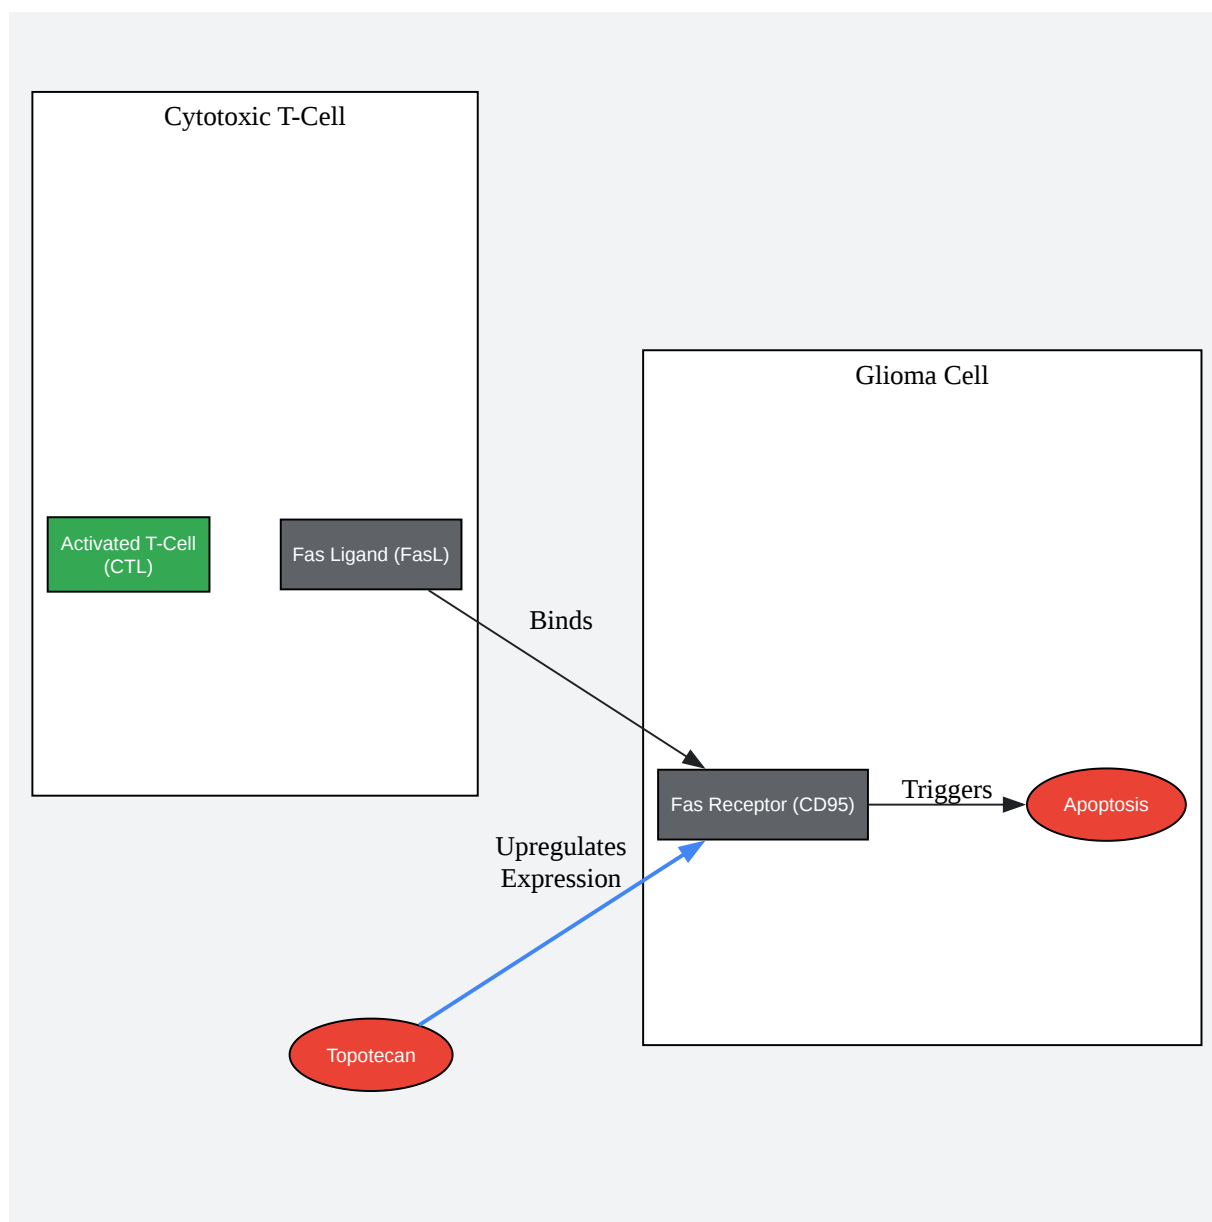 Cytotoxic T-Cell
Glioma Cell
Activated T-Cell
(CTL)
Fas Ligand (FasL)
Binds
Fas Receptor (CD95)
Triggers
Apoptosis
Upregulates
Expression
Topotecan